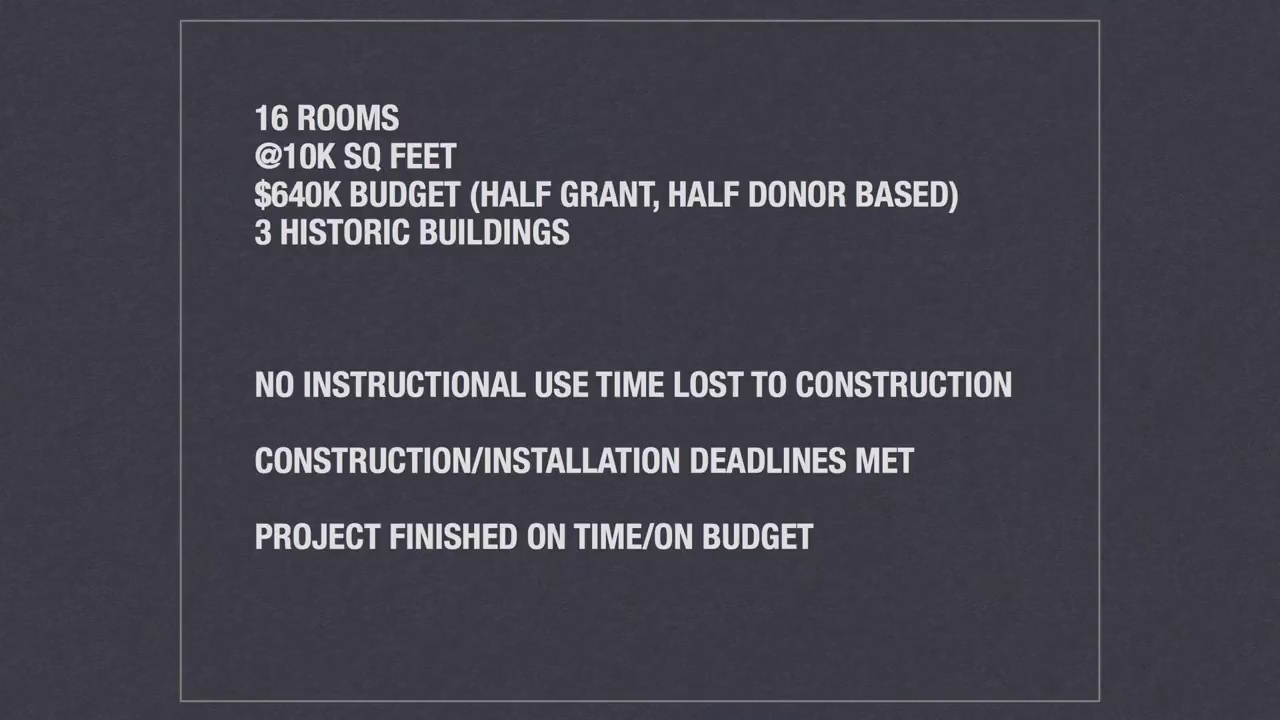 16 ROOMS
@10K SQ FEET
$640K BUDGET (HALF GRANT, HALF DONOR BASED)
3 HISTORIC BUILDINGS
NO INSTRUCTIONAL USE TIME LOST TO CONSTRUCTION
CONSTRUCTION/INSTALLATION DEADLINES MET
PROJECT FINISHED ON TIME/ON BUDGET